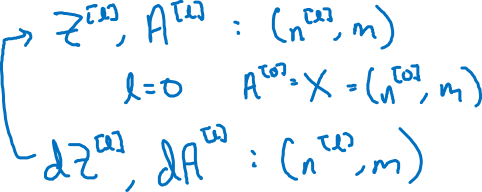 Z^[l], A^[l] : (n^[l], m)
l=0 A^[0] = X = (n^[0], m)
dZ^[l], dA^[l] : (n^[l], m)